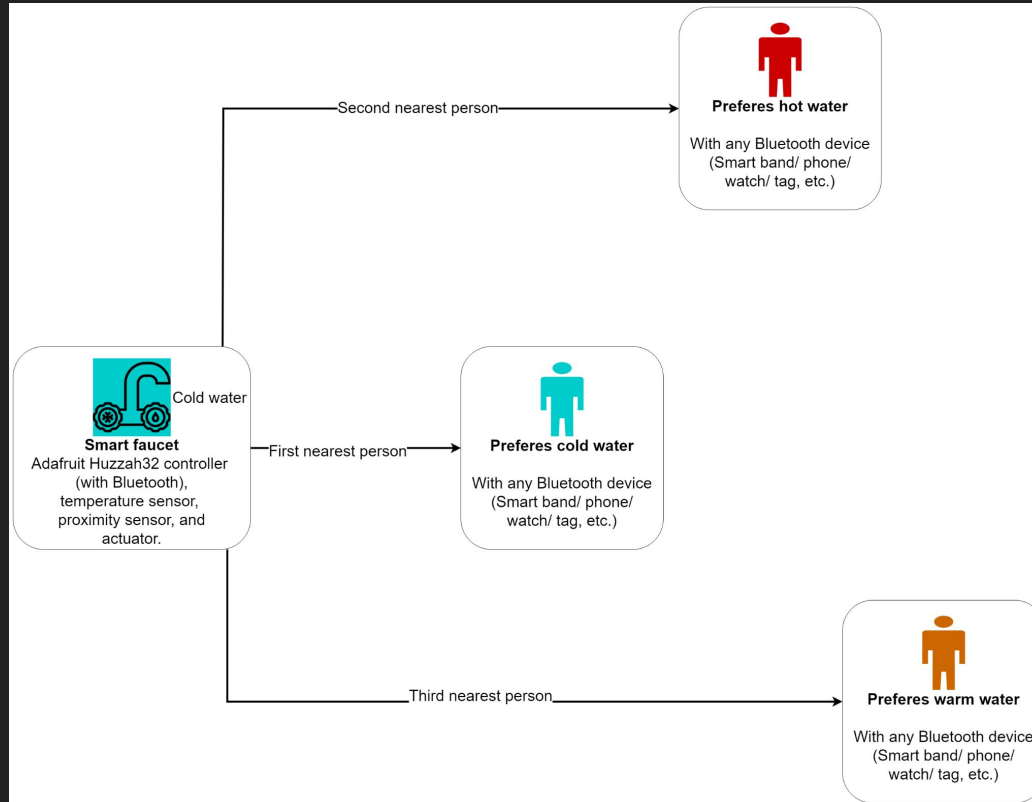 Second nearest person
Preferes hot water
With any Bluetooth device
(Smart band/ phone/
watch/ tag, etc.)
Cold water
Smart faucet
Adafruit Huzzah32 controller
(with Bluetooth),
temperature sensor,
proximity sensor, and
actuator.
First nearest person
Preferes cold water
With any Bluetooth device
(Smart band/ phone/
watch/ tag, etc.)
Third nearest person
Preferes warm water
With any Bluetooth device
(Smart band/ phone/
watch/ tag, etc.)